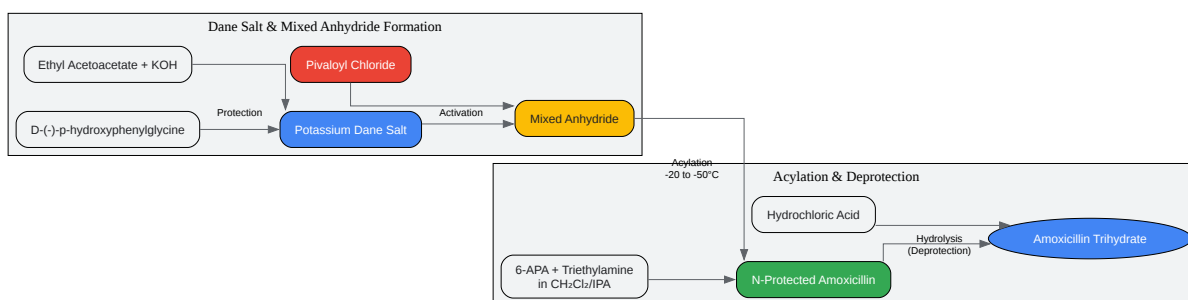 Dane Salt & Mixed Anhydride Formation
Ethyl Acetoacetate + KOH
Pivaloyl Chloride
D-(-)-p-hydroxyphenylglycine
Protection
Potassium Dane Salt
Activation
Mixed Anhydride
Acylation
-20 to -50°C
Acylation & Deprotection
Hydrochloric Acid
Hydrolysis
(Deprotection)
Amoxicillin Trihydrate
6-APA + Triethylamine
in CH₂Cl₂/IPA
N-Protected Amoxicillin